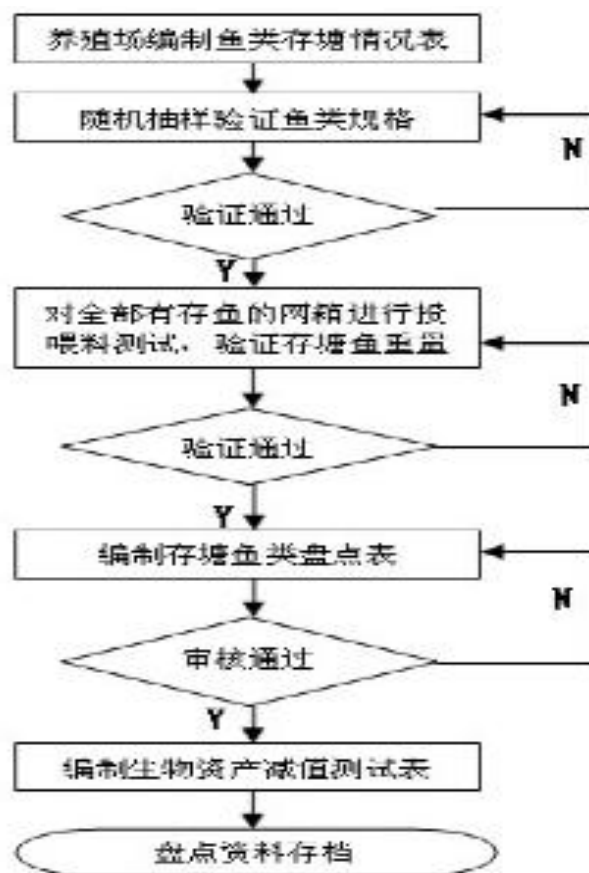 养殖场编制鱼类存塘情况表
随机抽样验证鱼类规格
N
验证通过
Y
对全部有存鱼的网箱进行投
喂料测试，验证存塘鱼重量
N
验证通过
Y
编制存塘鱼类盘点表
N
审核通过
Y
编制生物资产减值测试表
盘点资料存档